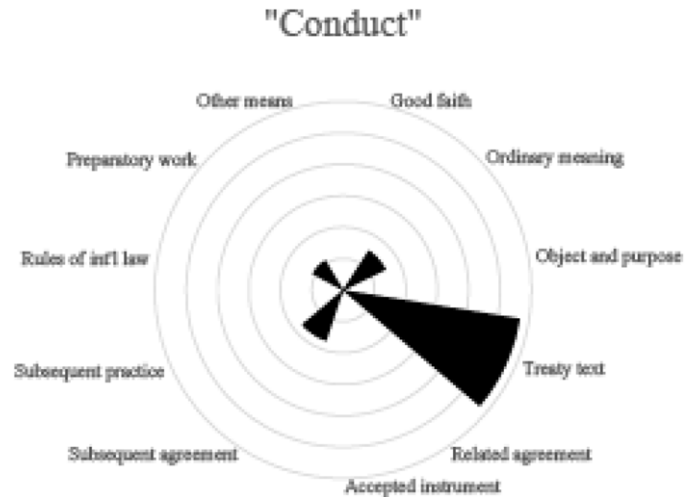 "Conduct"
Other means
Good faith
Preparatory work
Ordinary meaning
Rules of int'l law
Object and purpose
Subsequent practice
Treaty text
Subsequent agreement
Related agreement
Accepted instrument